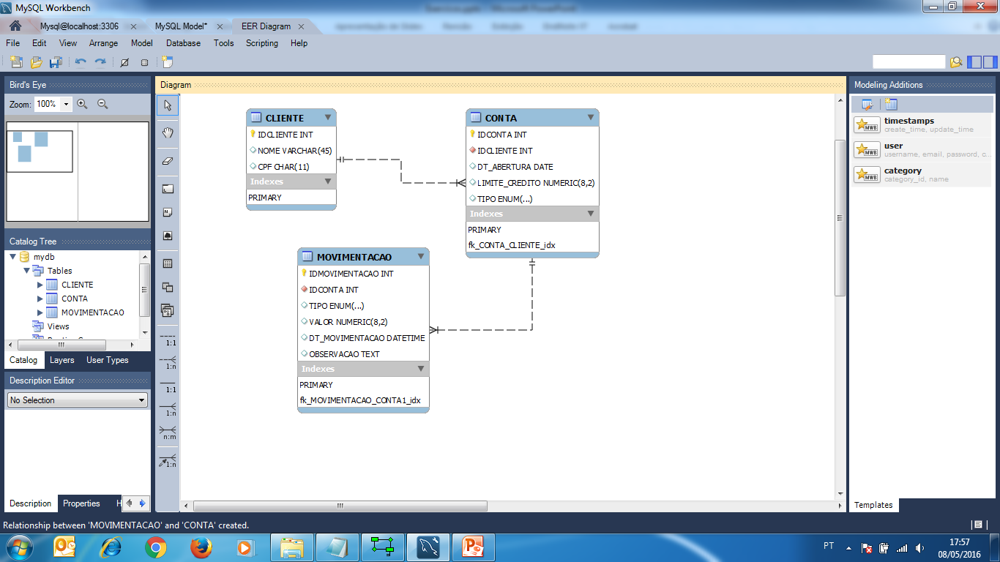 MySQL Workbench
Mysql@localhost:3306
MySQL Model*
EER Diagram
File Edit View Arrange Model Database Tools Scripting Help
Bird's Eye
Zoom: 100%
Catalog Tree
mydb
Tables
CLIENTE
CONTA
MOVIMENTACAO
Views
Catalog Layers User Types
Description Editor
No Selection
Description Properties H
Diagram
1:1
1:n
1:1
1:n
n:m
1:n
CLIENTE
IDCLIENTE INT
NOME VARCHAR(45)
CPF CHAR(11)
Indexes
PRIMARY
CONTA
IDCONTA INT
IDCLIENTE INT
DT_ABERTURA DATE
LIMITE_CREDITO NUMERIC(8,2)
TIPO ENUM(...)
Indexes
PRIMARY
fk_CONTA_CLIENTE_idx
MOVIMENTACAO
IDMOVIMENTACAO INT
IDCONTA INT
TIPO ENUM(...)
VALOR NUMERIC(8,2)
DT_MOVIMENTACAO DATETIME
OBSERVACAO TEXT
Indexes
PRIMARY
fk_MOVIMENTACAO_CONTA1_idx
Modeling Additions
MWB
timestamps
create_time, update_time
MWB
user
username, email, password, c...
MWB
category
category_id, name
Templates
Relationship between 'MOVIMENTACAO' and 'CONTA' created.
PT
17:57
08/05/2016